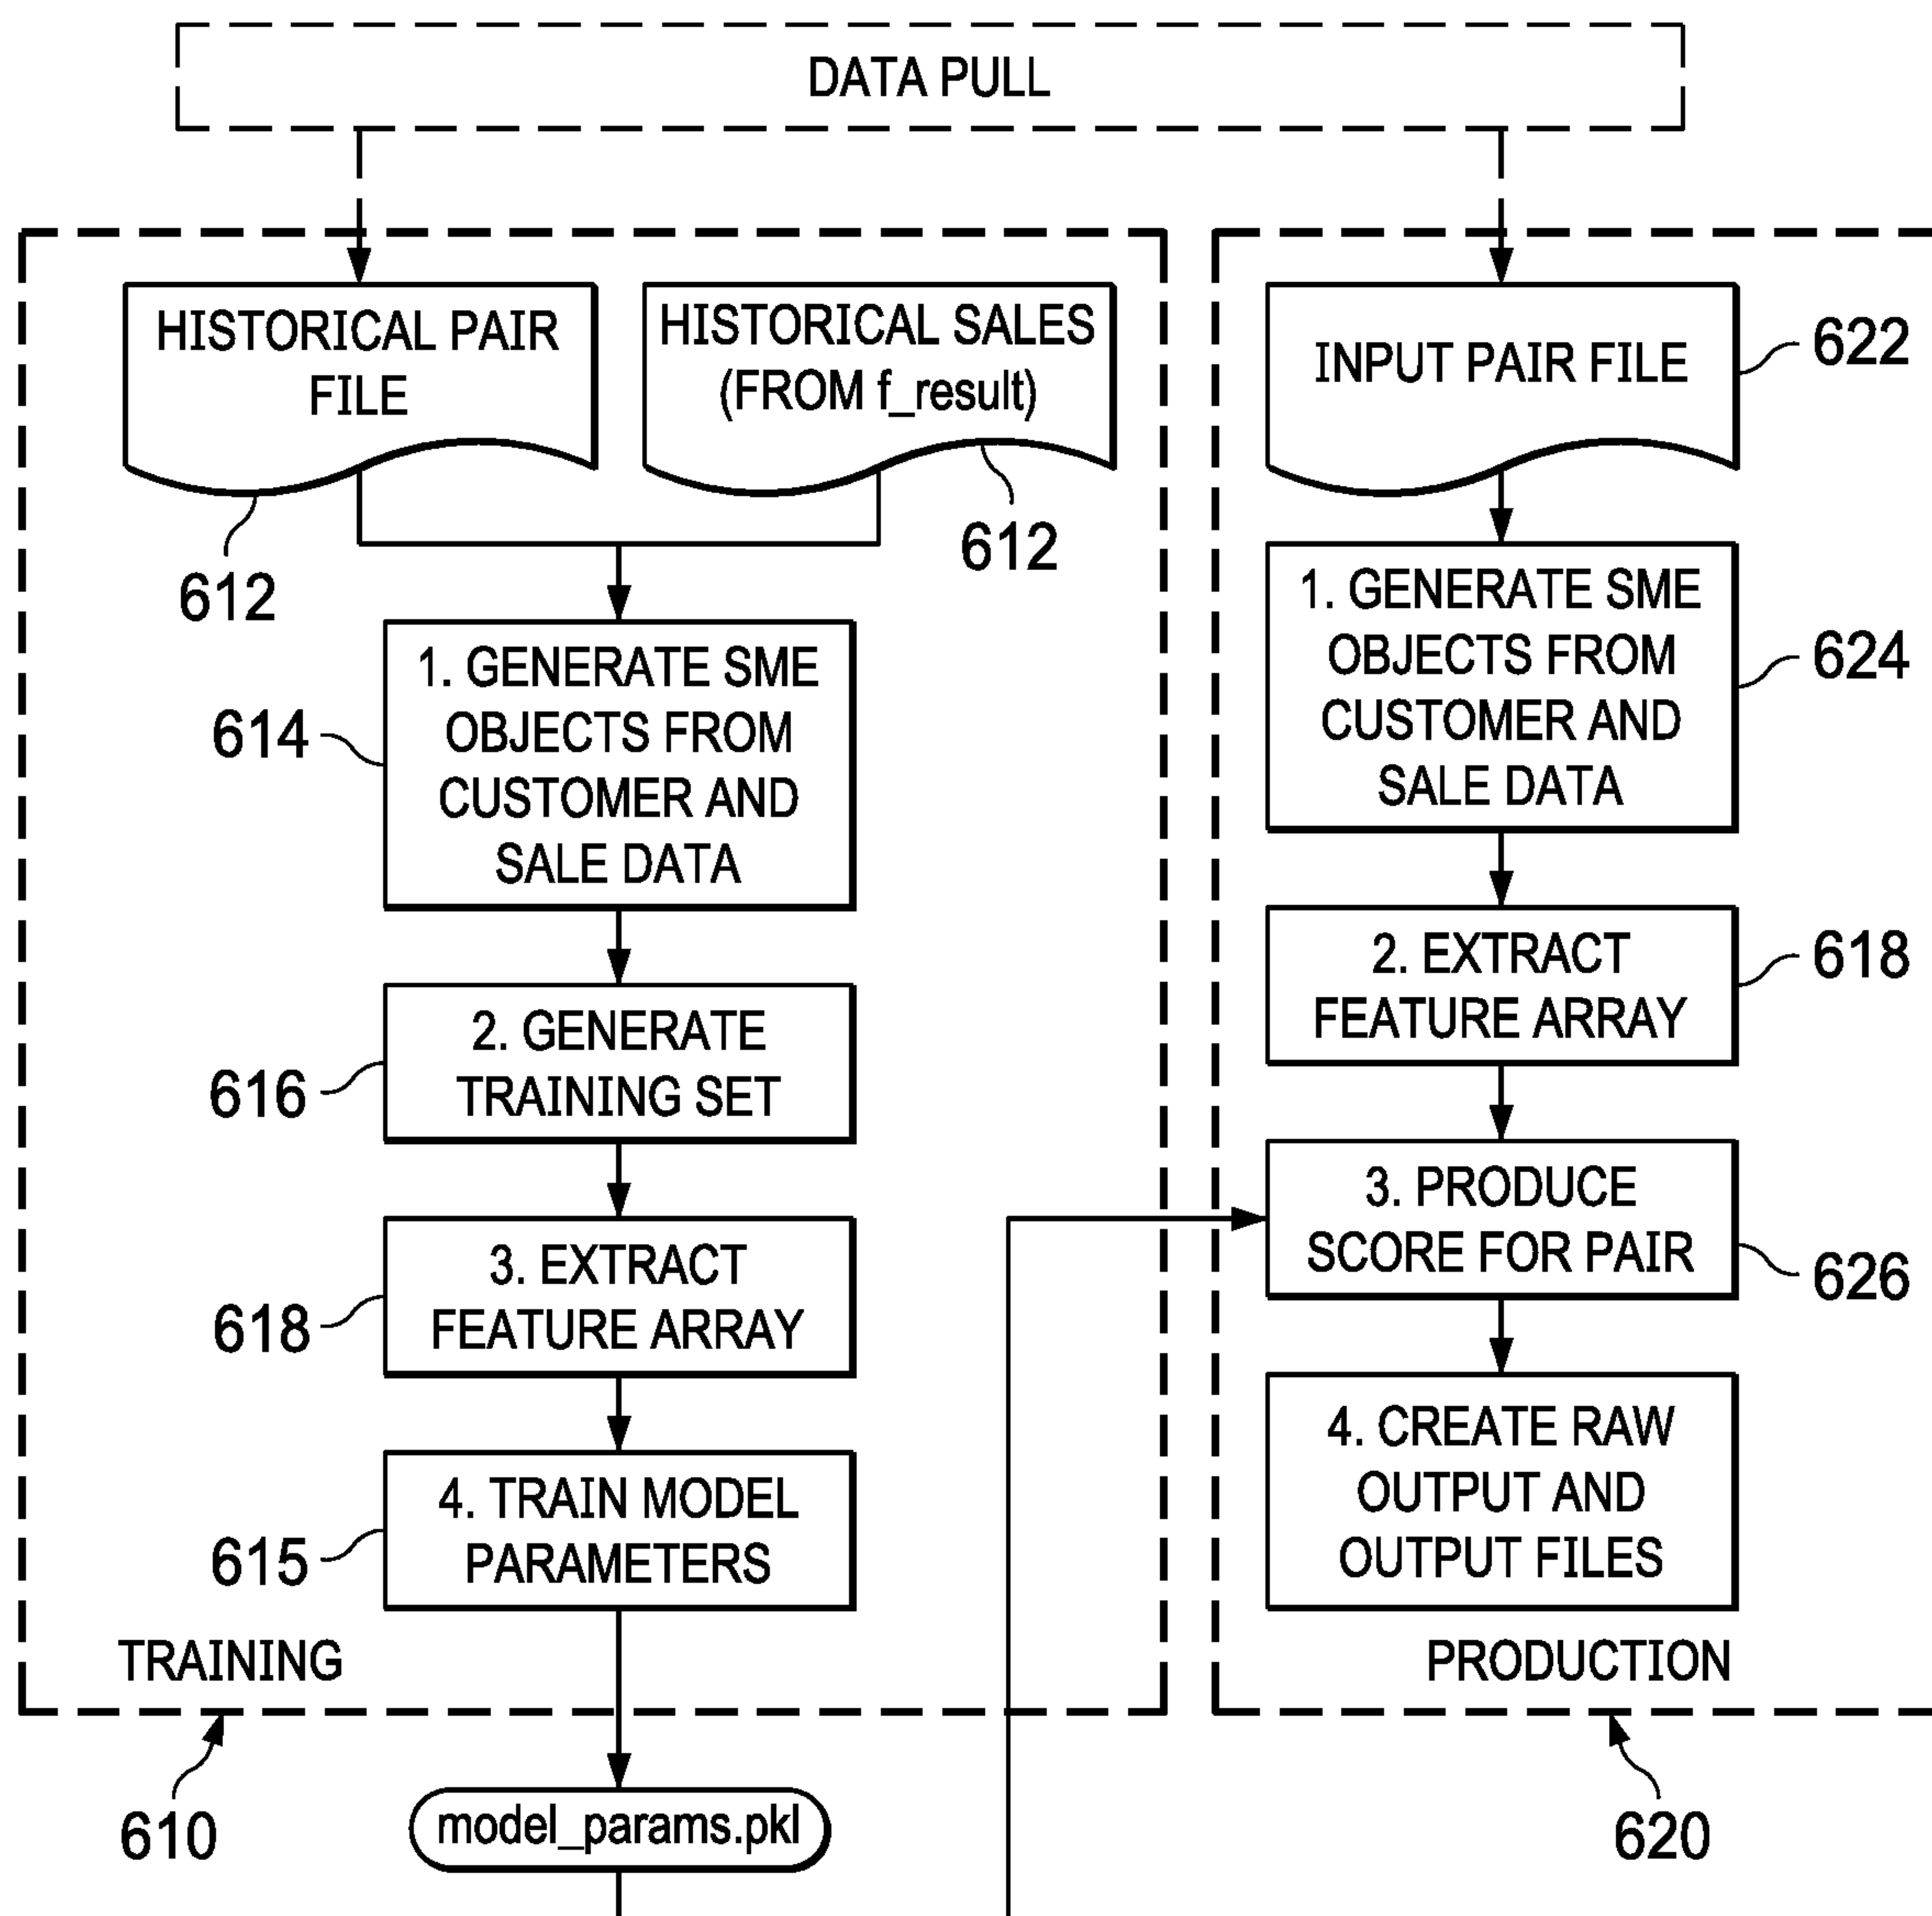 DATA PULL
HISTORICAL PAIR
FILE
612
HISTORICAL SALES
(FROM f_result)
612
1. GENERATE SME
OBJECTS FROM
CUSTOMER AND
SALE DATA
614
2. GENERATE
TRAINING SET
616
3. EXTRACT
FEATURE ARRAY
618
4. TRAIN MODEL
PARAMETERS
615
TRAINING
610
model_params.pkl
INPUT PAIR FILE
622
1. GENERATE SME
OBJECTS FROM
CUSTOMER AND
SALE DATA
624
2. EXTRACT
FEATURE ARRAY
618
3. PRODUCE
SCORE FOR PAIR
626
4. CREATE RAW
OUTPUT AND
OUTPUT FILES
PRODUCTION
620